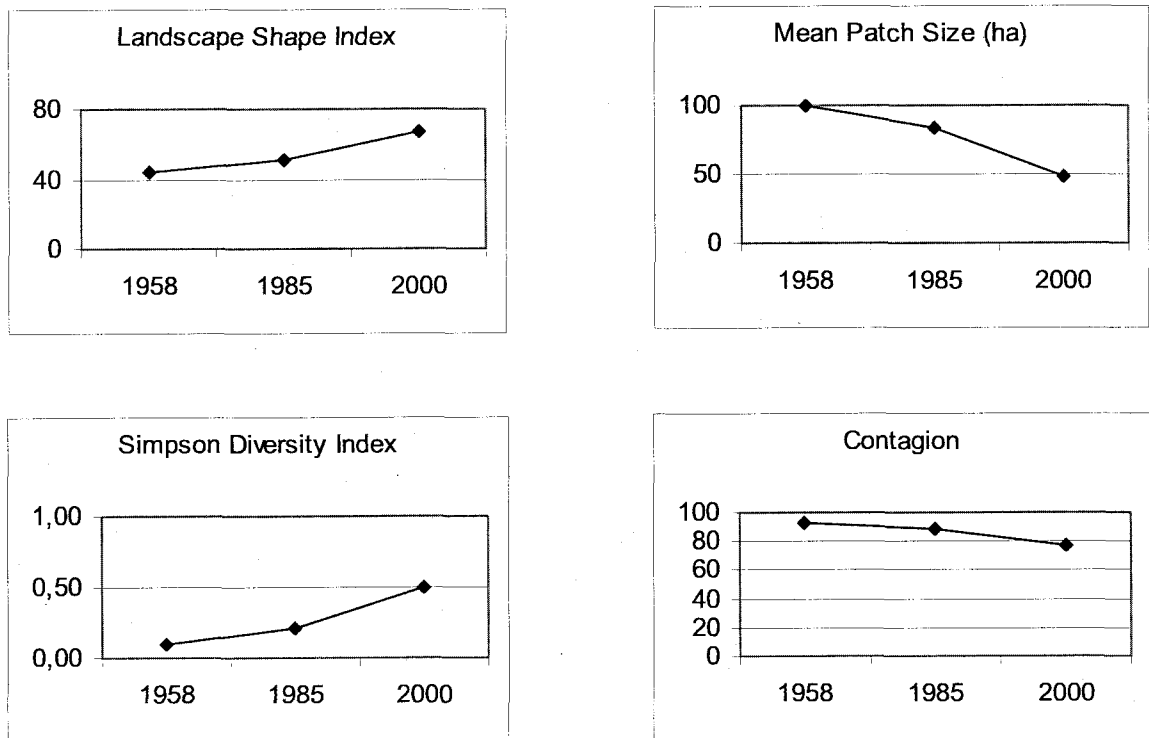 Landscape Shape Index
80
40
0
1958 1985 2000
Mean Patch Size (ha)
100
50
0
1958 1985 2000
Simpson Diversity Index
1,00
0,50
0,00
1958 1985 2000
Contagion
100
80
60
40
20
0
1958 1985 2000